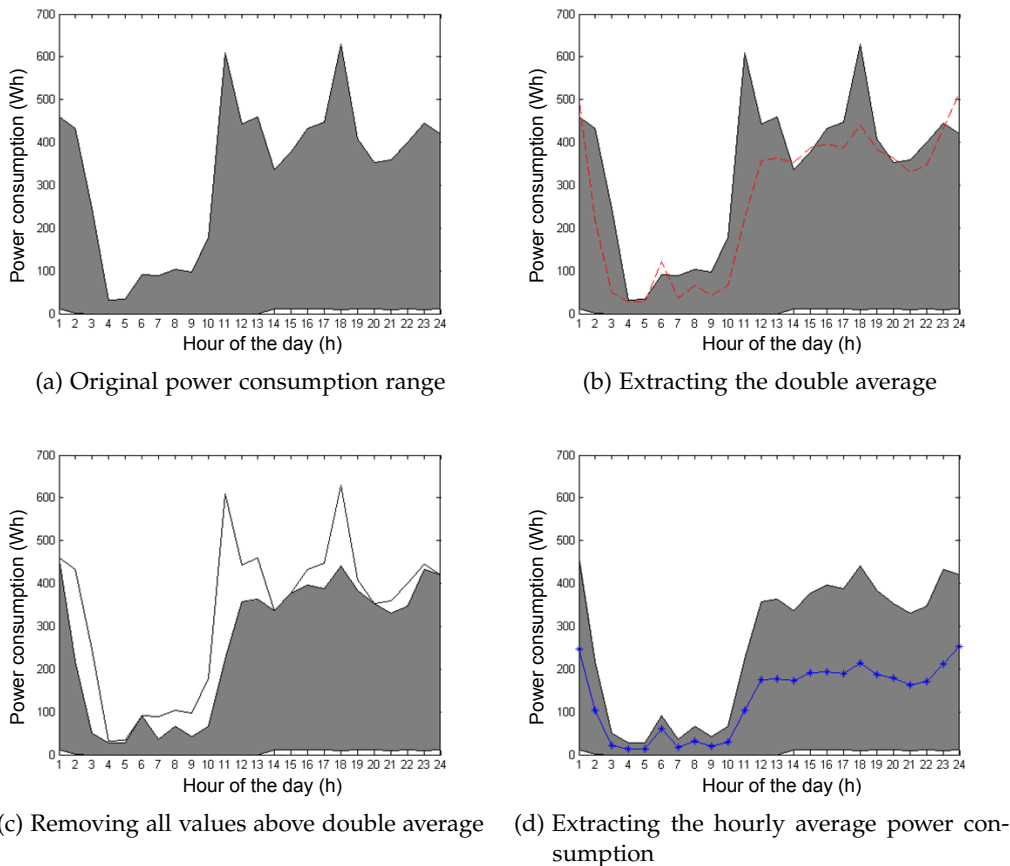 700
600
500
400
300
200
100
0
Power consumption (Wh)
1 2 3 4 5 6 7 8 9 10 11 12 13 14 15 16 17 18 19 20 21 22 23 24
Hour of the day (h)
(a) Original power consumption range
700
600
500
400
300
200
100
0
Power consumption (Wh)
1 2 3 4 5 6 7 8 9 10 11 12 13 14 15 16 17 18 19 20 21 22 23 24
Hour of the day (h)
(b) Extracting the double average
700
600
500
400
300
200
100
0
Power consumption (Wh)
1 2 3 4 5 6 7 8 9 10 11 12 13 14 15 16 17 18 19 20 21 22 23 24
Hour of the day (h)
(c) Removing all values above double average
700
600
500
400
300
200
100
0
Power consumption (Wh)
1 2 3 4 5 6 7 8 9 10 11 12 13 14 15 16 17 18 19 20 21 22 23 24
Hour of the day (h)
(d) Extracting the hourly average power con-
sumption